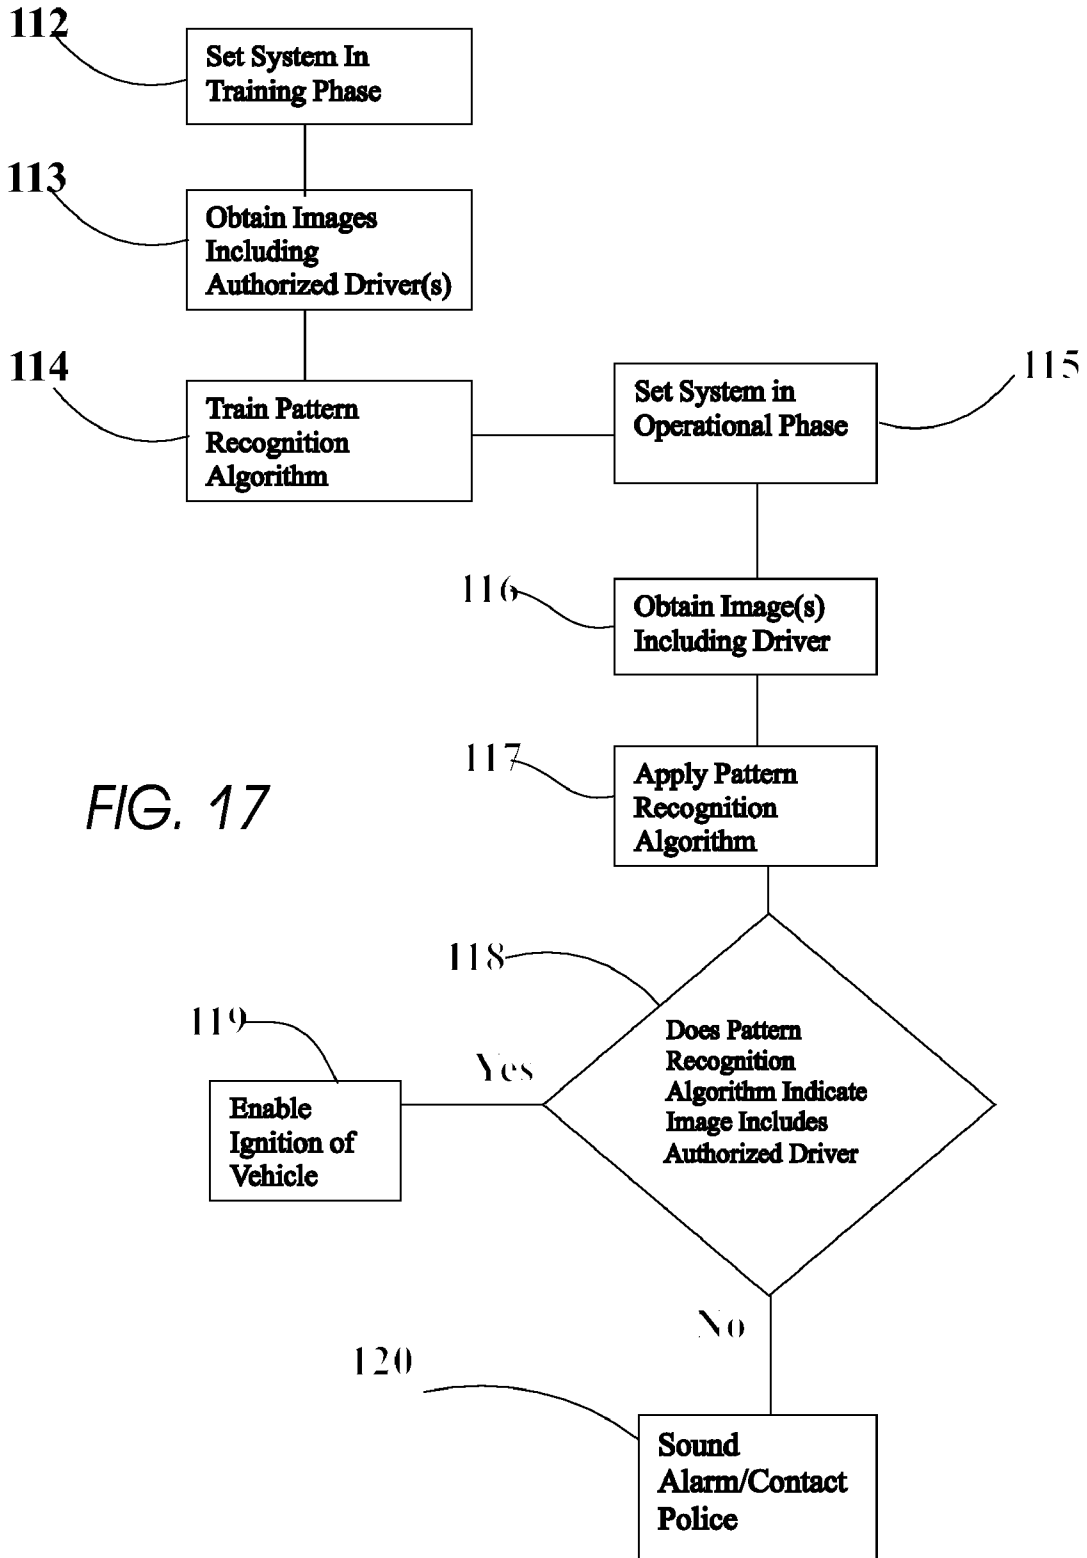 112
Set System In
Training Phase
113
Obtain Images
Including
Authorized Driver(s)
114
Train Pattern
Recognition
Algorithm
115
Set System in
Operational Phase
116
Obtain Image(s)
Including Driver
117
Apply Pattern
Recognition
Algorithm
FIG. 17
118
Does Pattern
Recognition
Algorithm Indicate
Image Includes
Authorized Driver
Yes
119
Enable
Ignition of
Vehicle
No
120
Sound
Alarm/Contact
Police